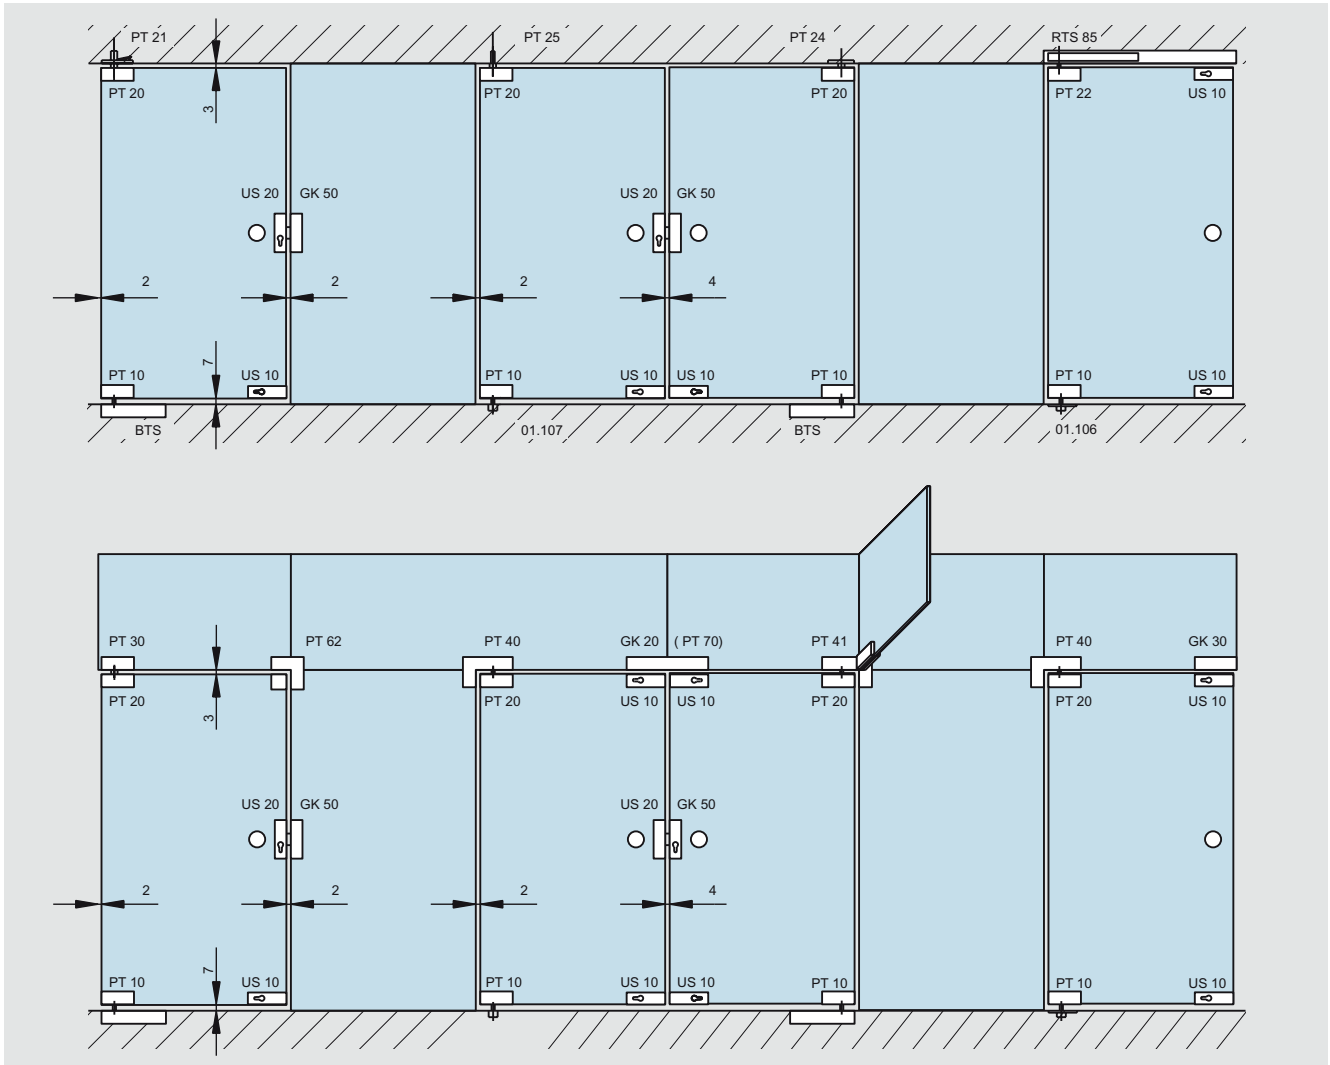 PT 21
PT 25
PT 24
RTS 85
PT 20
PT 20
PT 20
PT 22
US 10
3
US 20
GK 50
US 20
GK 50
2
2
2
4
7
PT 10
US 10
PT 10
US 10
US 10
PT 10
PT 10
US 10
BTS
01.107
BTS
01.106
PT 30
PT 62
PT 40
GK 20
( PT 70)
PT 41
PT 40
GK 30
PT 20
PT 20
US 10
US 10
PT 20
PT 20
US 10
3
US 20
GK 50
US 20
GK 50
2
2
2
4
7
PT 10
US 10
PT 10
US 10
US 10
PT 10
PT 10
US 10